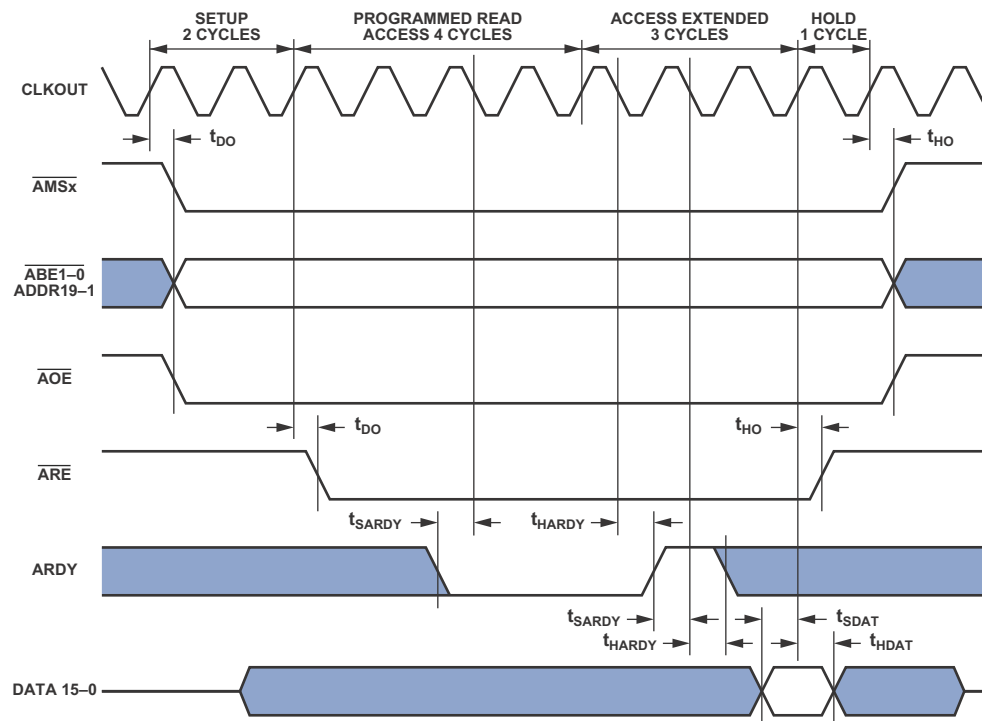 SETUP
2 CYCLES
PROGRAMMED READ
ACCESS 4 CYCLES
ACCESS EXTENDED
3 CYCLES
HOLD
1 CYCLE
CLKOUT
tDO
tHO
AMSx
ABE1–0
ADDR19–1
AOE
tDO
tHO
ARE
tSARDY
tHARDY
ARDY
tSARDY
tSDAT
tHARDY
tHDAT
DATA 15–0